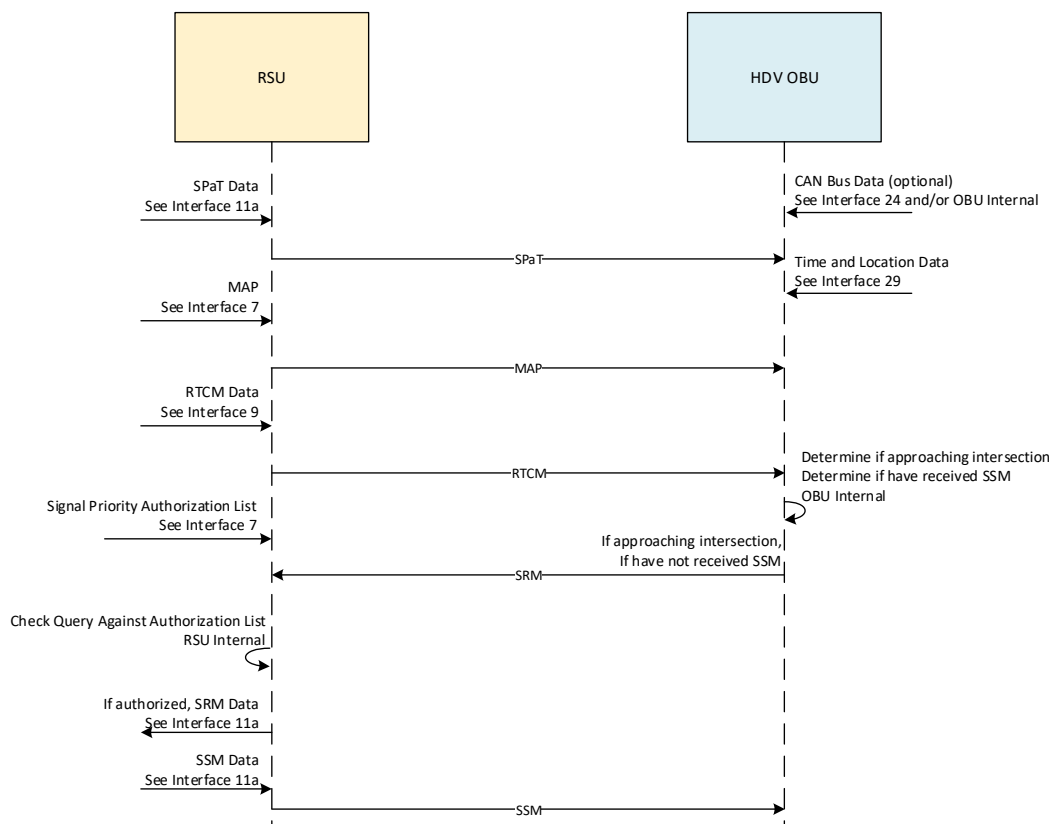 RSU
HDV OBU
SPaT Data
See Interface 11a
CAN Bus Data (optional)
See Interface 24 and/or OBU Internal
SPaT
Time and Location Data
See Interface 29
MAP
See Interface 7
MAP
RTCM Data
See Interface 9
RTCM
Determine if approaching intersection
Determine if have received SSM
OBU Internal
Signal Priority Authorization List
See Interface 7
If approaching intersection,
If have not received SSM
SRM
Check Query Against Authorization List
RSU Internal
If authorized, SRM Data
See Interface 11a
SSM Data
See Interface 11a
SSM